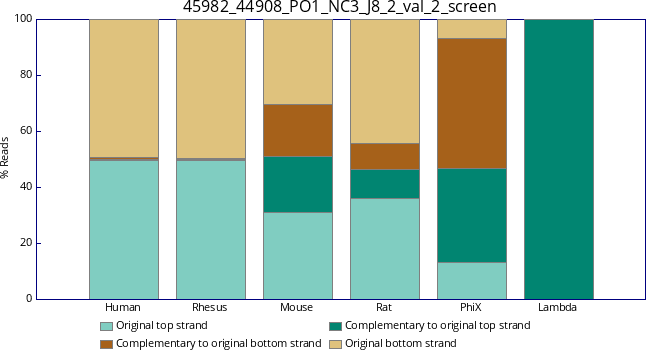 45982_44908_PO1_NC3_J8_2_val_2_screen
100
80
60
40
20
0
% Reads
Human Rhesus Mouse Rat PhiX Lambda
Original top strand Complementary to original top strand
Complementary to original bottom strand Original bottom strand